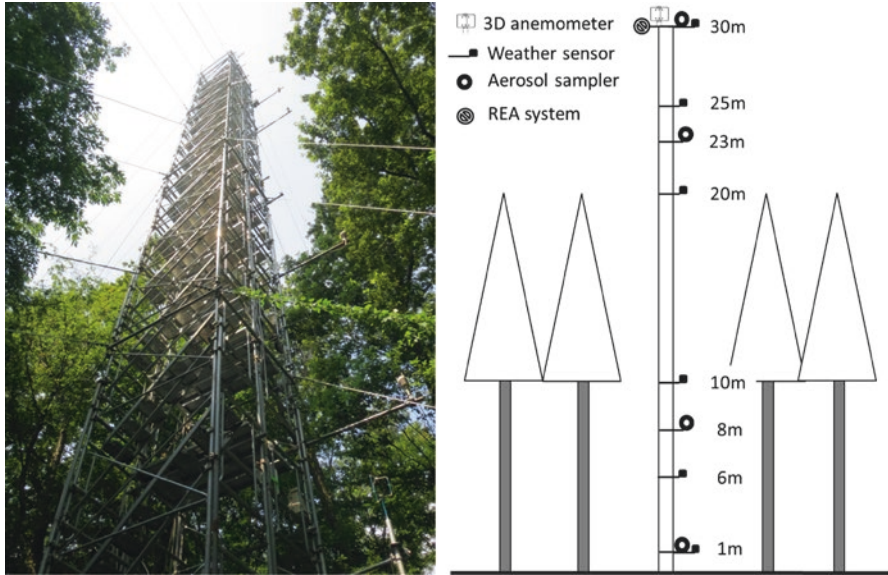 3D anemometer
Weather sensor
Aerosol sampler
REA system
30m
25m
23m
20m
10m
8m
6m
1m